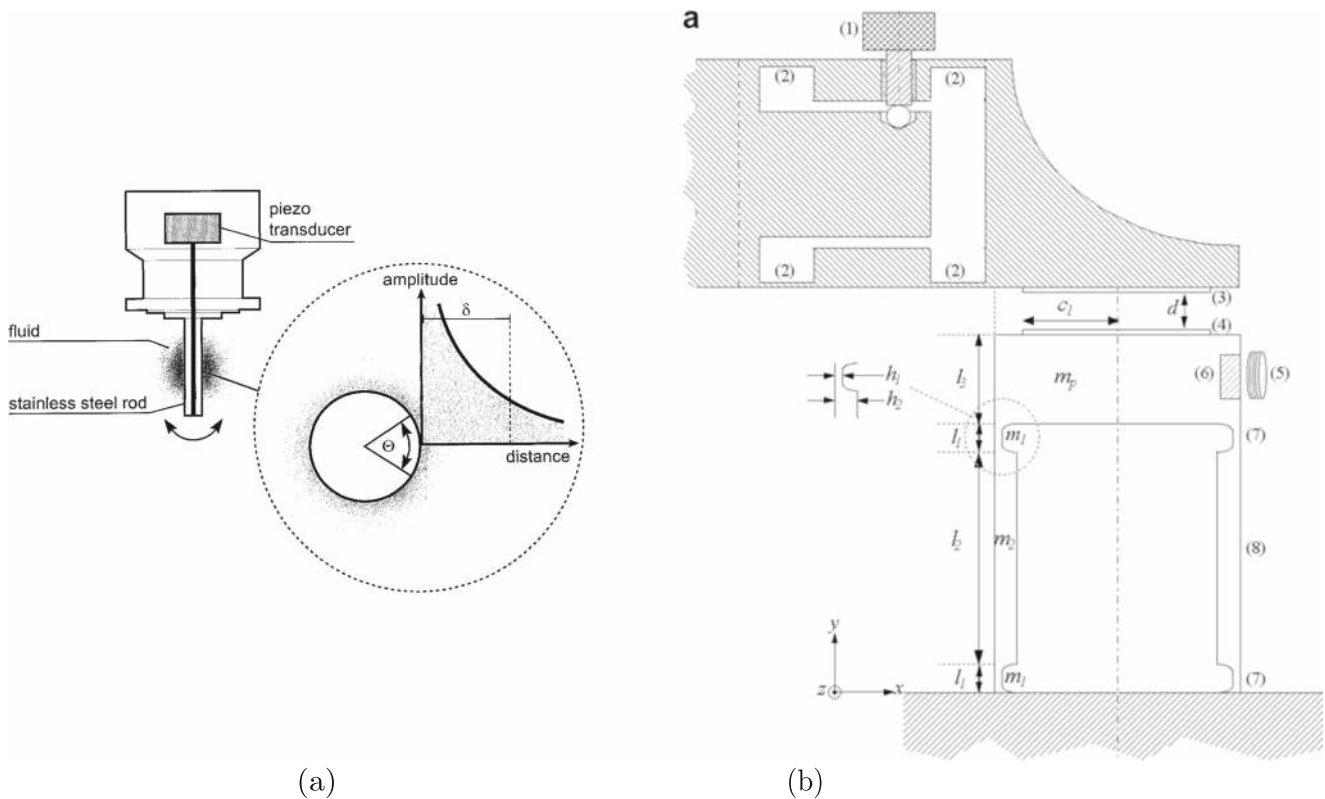 piezo
transducer
amplitude
δ
fluid
stainless steel rod
Θ
distance
(a)
a
(1)
(2)
(2)
(2)
(2)
(3)
c₁
d
(4)
l₃
m_p
(6)
(5)
h₁
h₂
l₁
m₁
(7)
l₂
m₂
(8)
y
l₁
m₁
(7)
z
x
(b)